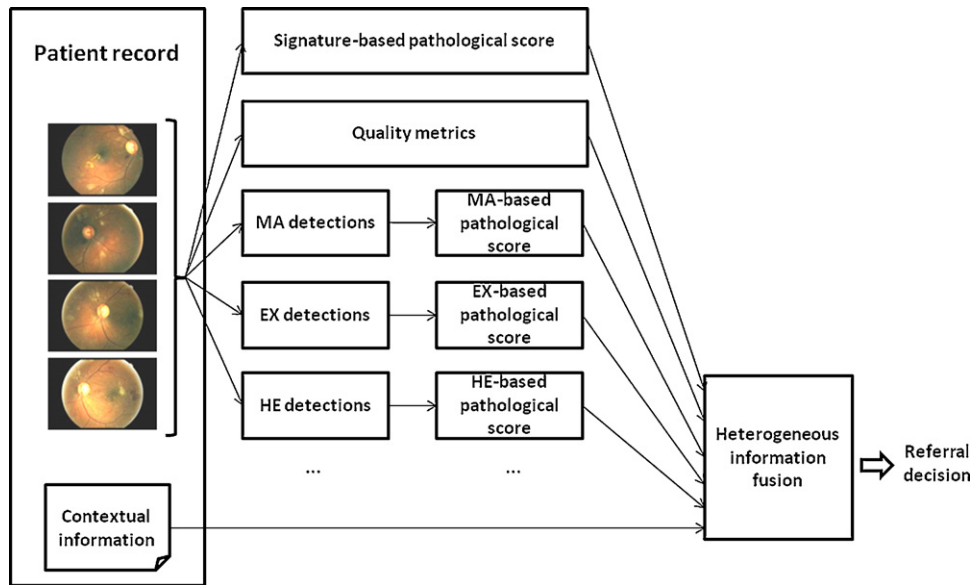 Patient record
Signature-based pathological score
Quality metrics
MA detections
MA-based
pathological
score
EX detections
EX-based
pathological
score
HE detections
HE-based
pathological
score
...
...
Contextual
information
Heterogeneous
information
fusion
Referral
decision